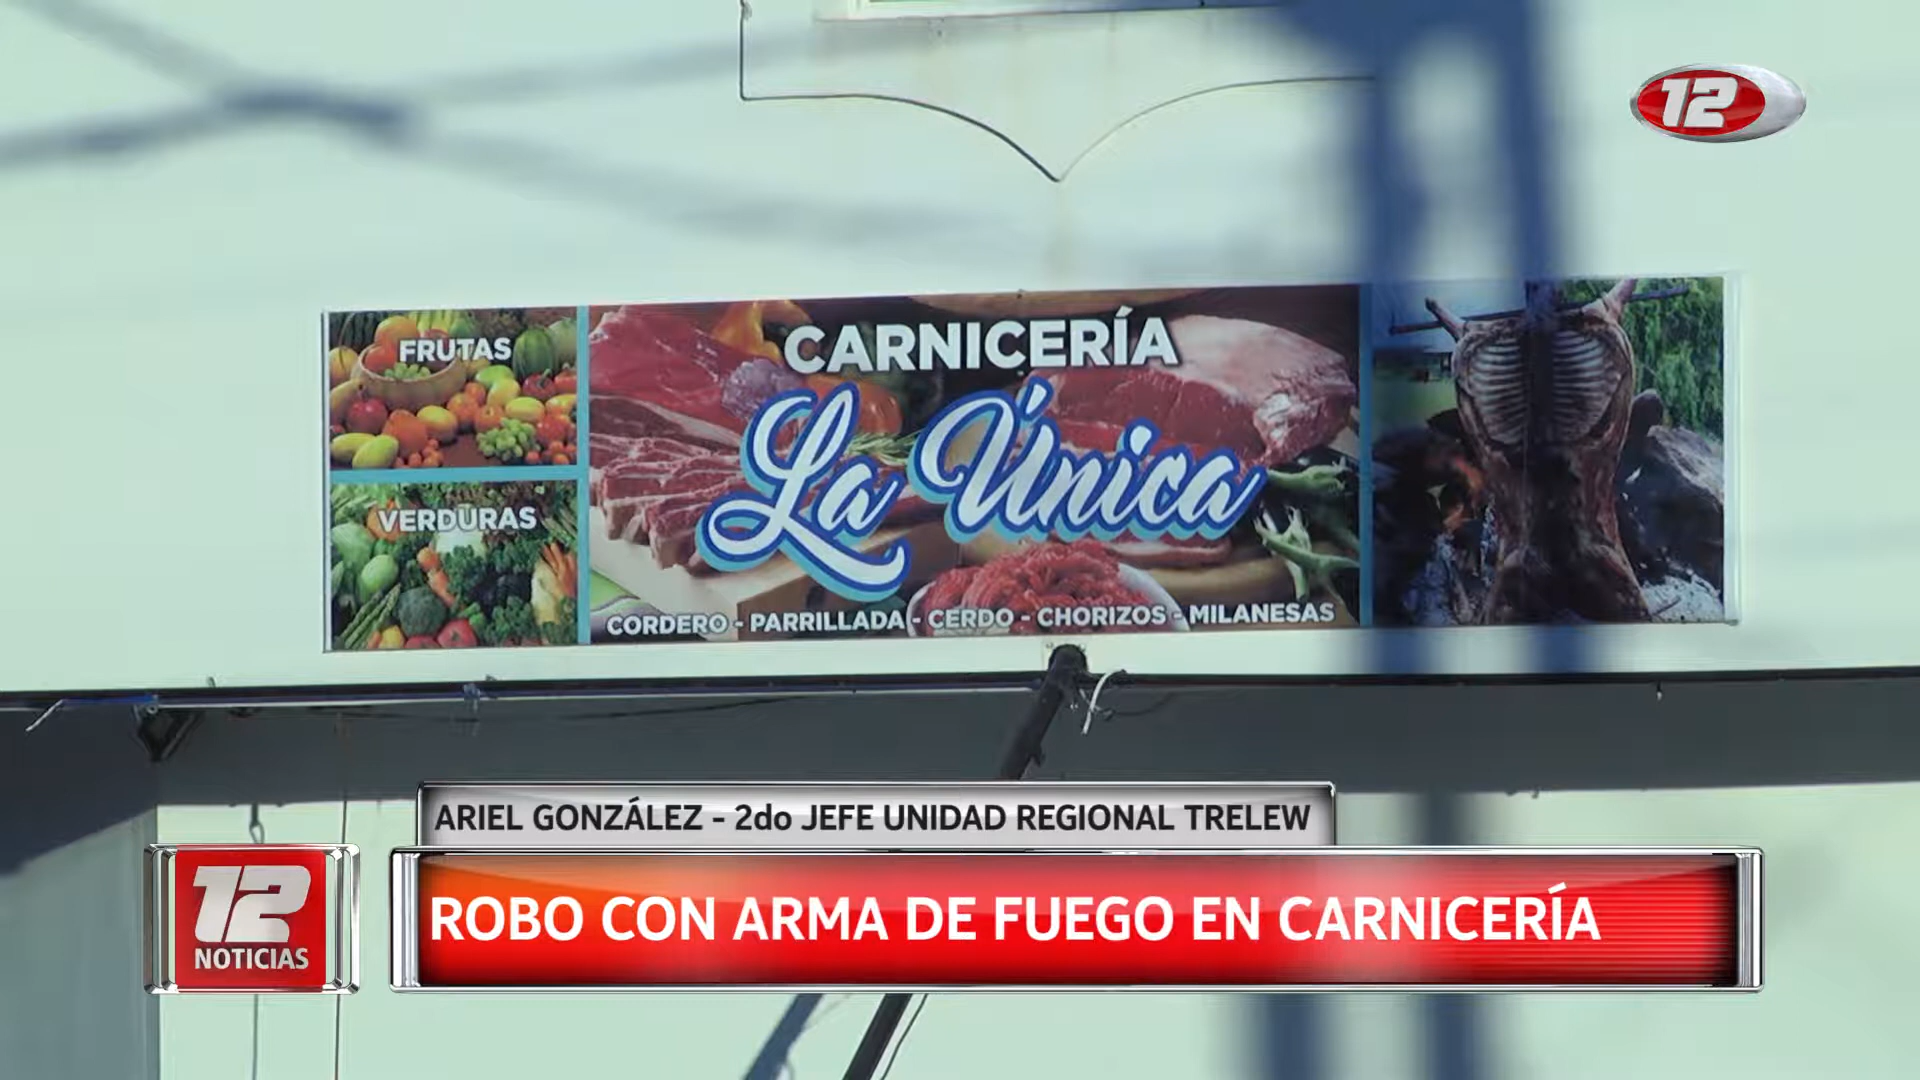 12
FRUTAS
VERDURAS
CARNICERÍA
La Única
CORDERO - PARRILLADA - CERDO - CHORIZOS - MILANESAS
ARIEL GONZÁLEZ - 2do JEFE UNIDAD REGIONAL TRELEW
12
NOTICIAS
ROBO CON ARMA DE FUEGO EN CARNICERÍA